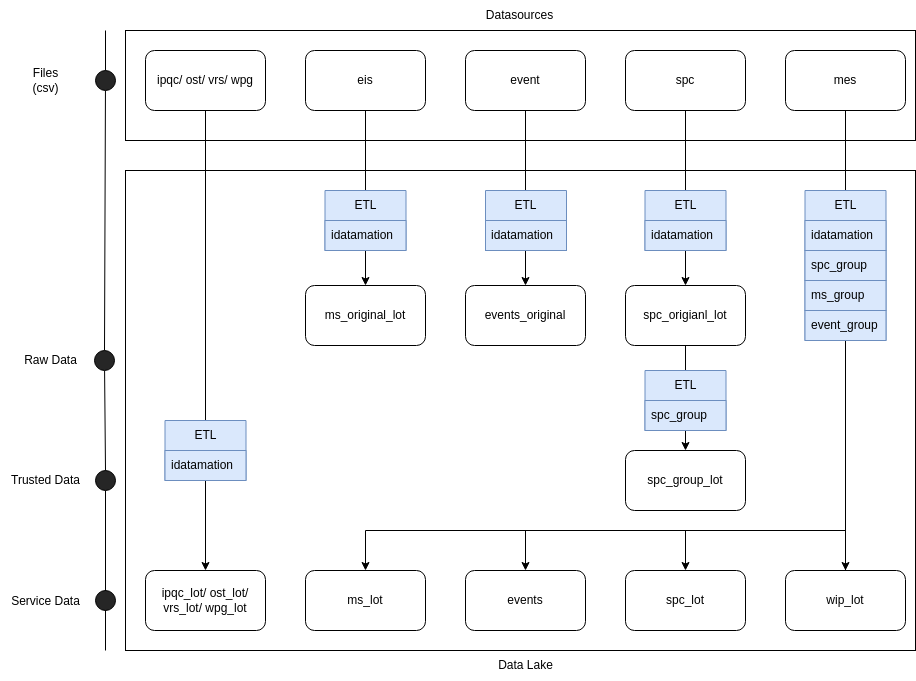 Datasources
Files
(csv)
ipqc/ ost/ vrs/ wpg
eis
event
spc
mes
ETL
idatamation
ETL
idatamation
ETL
idatamation
ETL
idatamation
spc_group
ms_group
event_group
ms_original_lot
events_original
spc_origianl_lot
Raw Data
ETL
spc_group
ETL
idatamation
Trusted Data
spc_group_lot
Service Data
ipqc_lot/ ost_lot/
vrs_lot/ wpg_lot
ms_lot
events
spc_lot
wip_lot
Data Lake